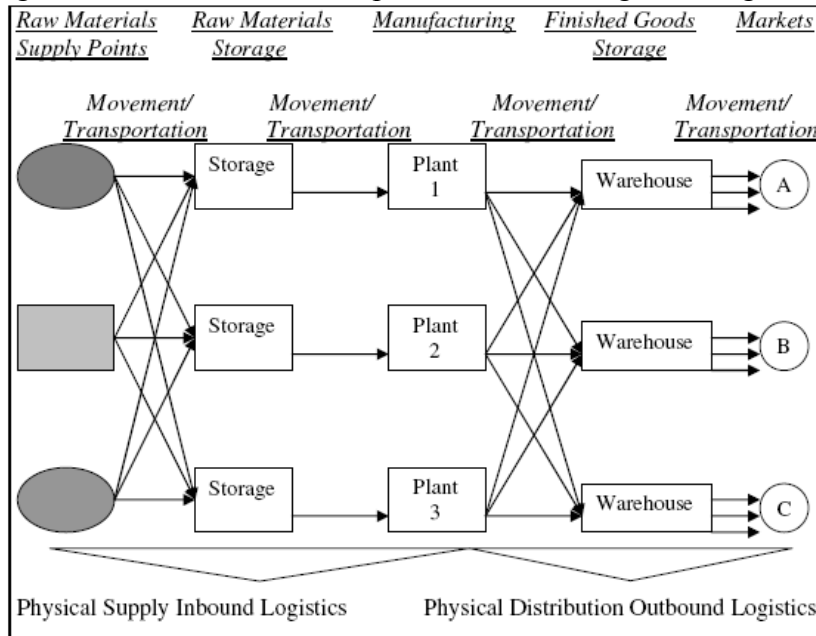 Raw Materials Raw Materials Manufacturing Finished Goods Markets
Supply Points Storage Storage
Movement/ Movement/ Movement/ Movement/
Transportation Transportation Transportation Transportation
Storage Plant 1 Warehouse A
Storage Plant 2 Warehouse B
Storage Plant 3 Warehouse C
Physical Supply Inbound Logistics Physical Distribution Outbound Logistics